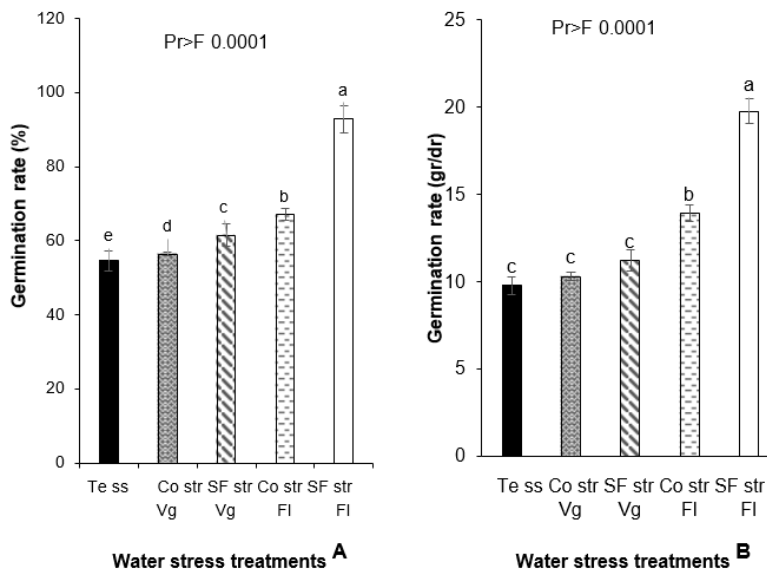 120
Pr>F 0.0001
100
80
60
40
20
0
Germination rate (%)
e
d
c
b
a
Te ss Co str SF str Co str SF str
Vg Vg Fl Fl
Water stress treatments A
25
Pr>F 0.0001
20
15
10
5
0
Germination rate (gr/dr)
c
c
c
b
a
Te ss Co str SF str Co str SF str
Vg Vg Fl Fl
Water stress treatments B